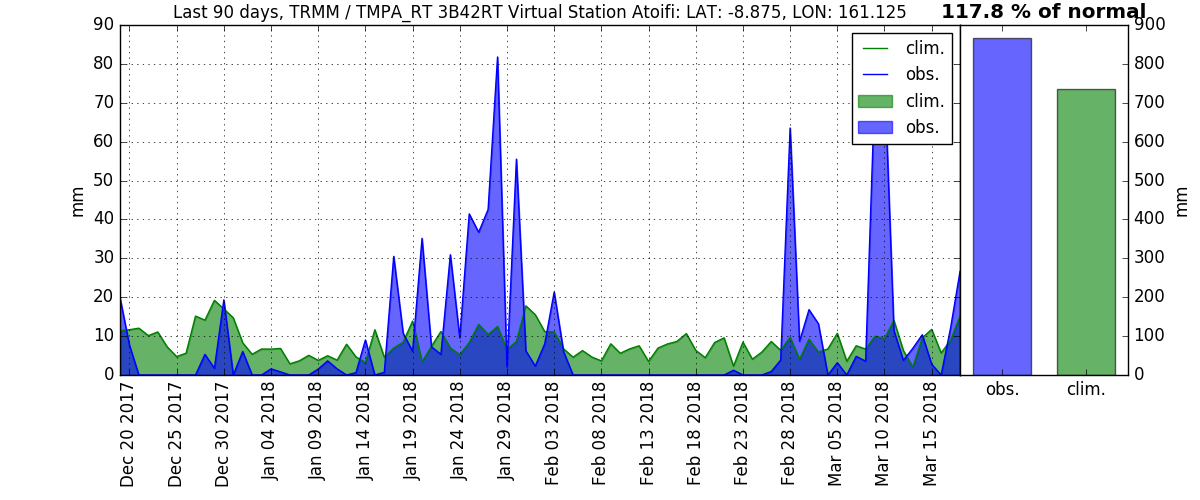 Last 90 days, TRMM / TMPA_RT 3B42RT Virtual Station Atoifi: LAT: -8.875, LON: 161.125
117.8 % of normal
90
80
70
60
50
40
30
20
10
0
mm
clim.
obs.
clim.
obs.
900
800
700
600
500
400
300
200
100
0
mm
Dec 20 2017
Dec 25 2017
Dec 30 2017
Jan 04 2018
Jan 09 2018
Jan 14 2018
Jan 19 2018
Jan 24 2018
Jan 29 2018
Feb 03 2018
Feb 08 2018
Feb 13 2018
Feb 18 2018
Feb 23 2018
Feb 28 2018
Mar 05 2018
Mar 10 2018
Mar 15 2018
obs.
clim.